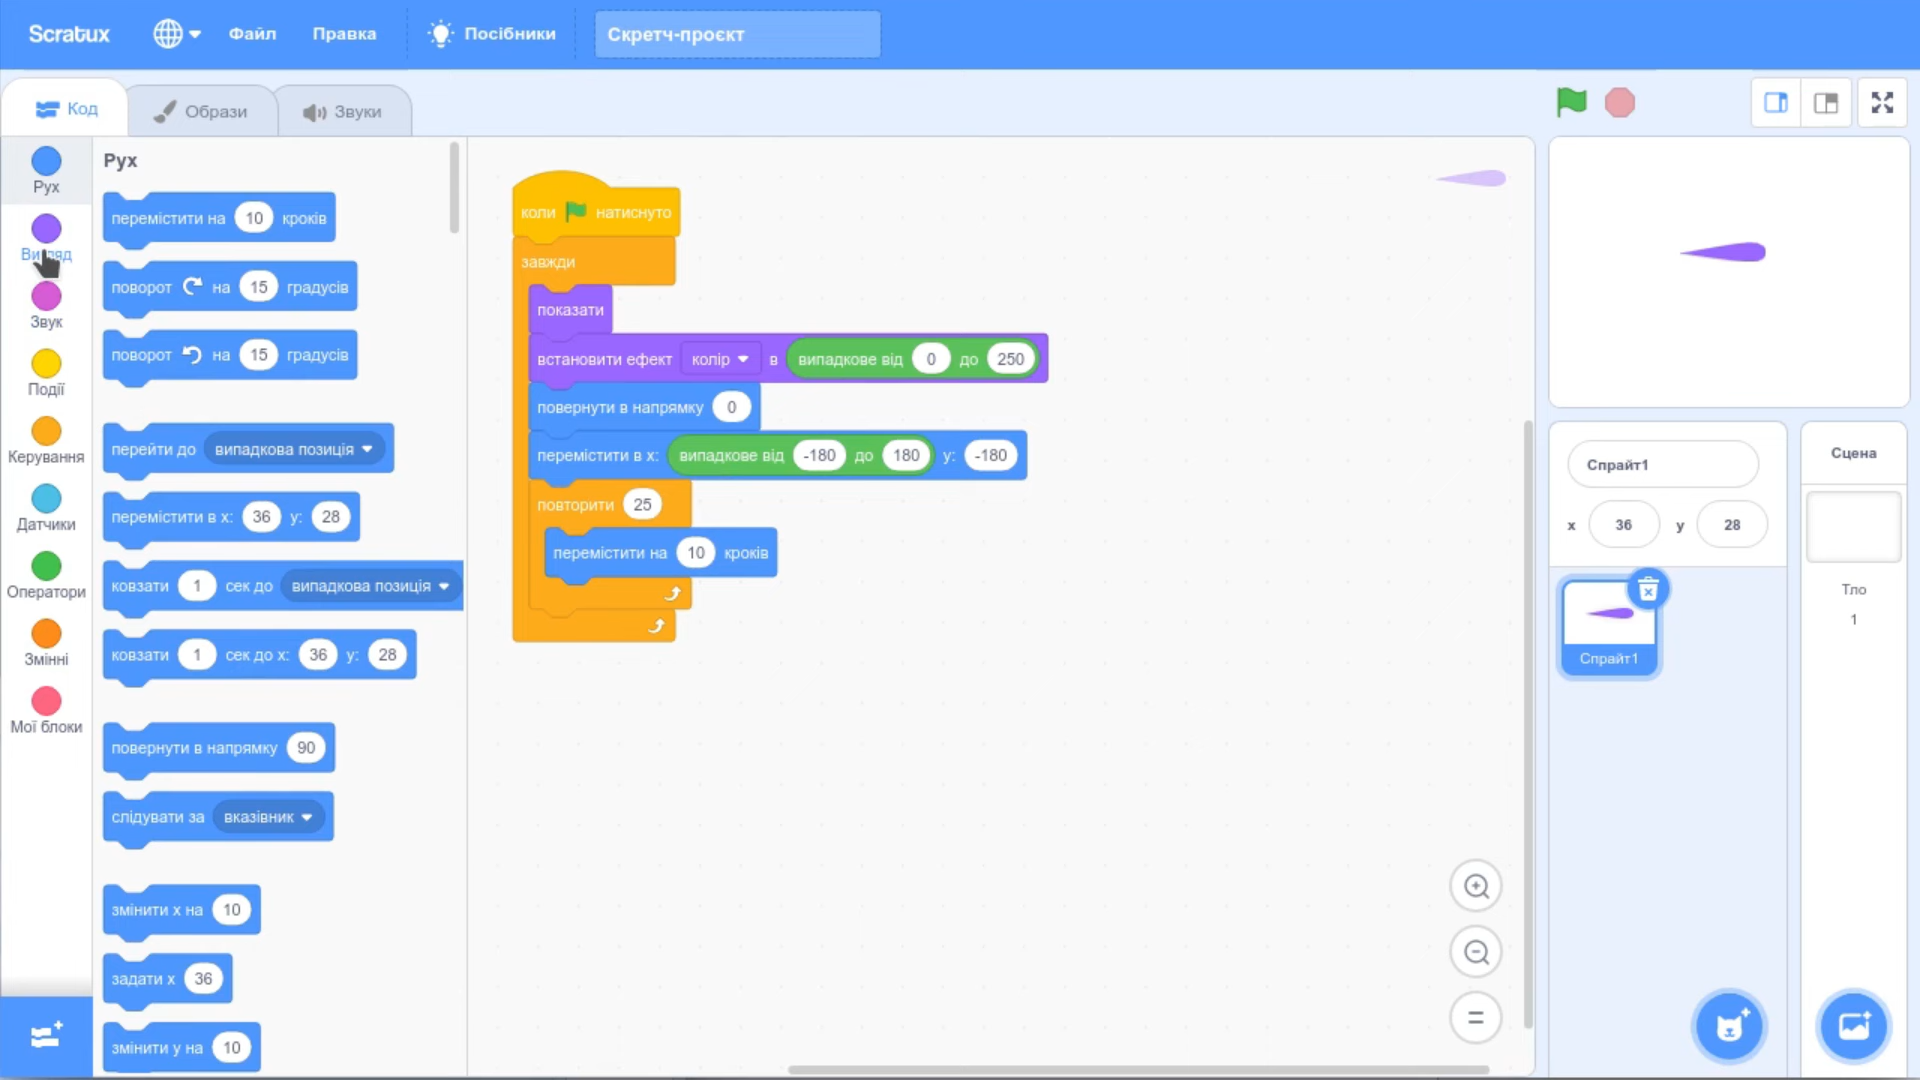 Scratux
Файл
Правка
Посібники
Скретч-проєкт
Код
Образи
Звуки
Рух
Вигляд
Звук
Події
Керування
Датчики
Оператори
Змінні
Мої блоки
Рух
перемістити на 10 кроків
поворот на 15 градусів
поворот на 15 градусів
перейти до випадкова позиція
перемістити в x: 36 y: 28
ковзати 1 сек до випадкова позиція
ковзати 1 сек до x: 36 y: 28
повернути в напрямку 90
слідувати за вказівник
змінити x на 10
задати x 36
змінити y на 10
коли натиснуто
завжди
показати
встановити ефект колір в випадкове від 0 до 250
повернути в напрямку 0
перемістити в x: випадкове від -180 до 180 y: -180
повторити 25
перемістити на 10 кроків
Спрайт1
x 36 y 28
Спрайт1
Сцена
Тло
1